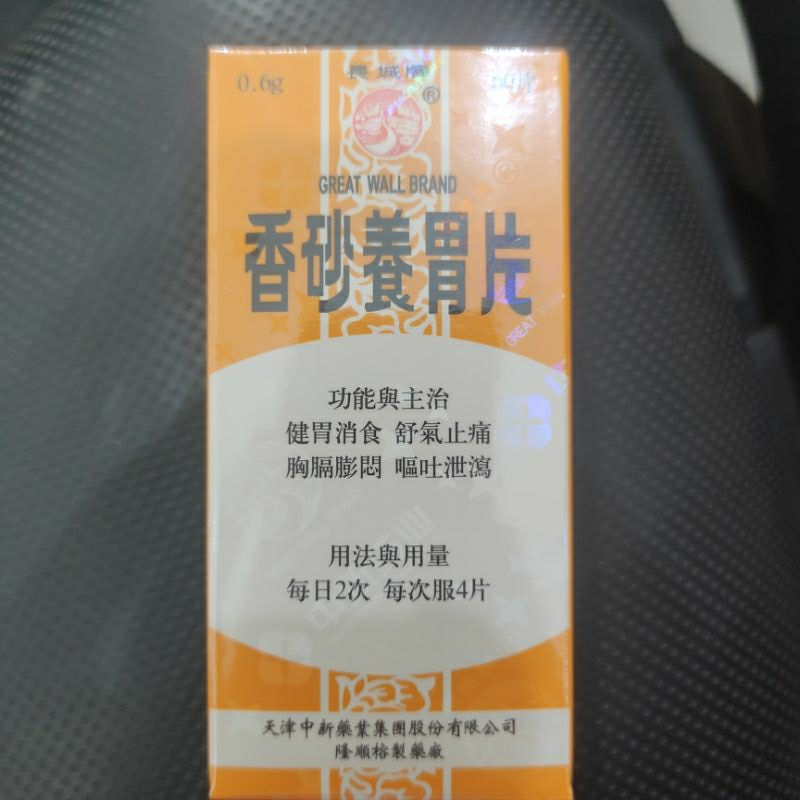 0.6g
長城牌
®
GREAT WALL BRAND
香砂養胃片
功能與主治
健胃消食 舒氣止痛
胸膈膨悶 嘔吐泄瀉
用法與用量
每日2次 每次服4片
天津中新藥業集團股份有限公司
隆順榕製藥廠